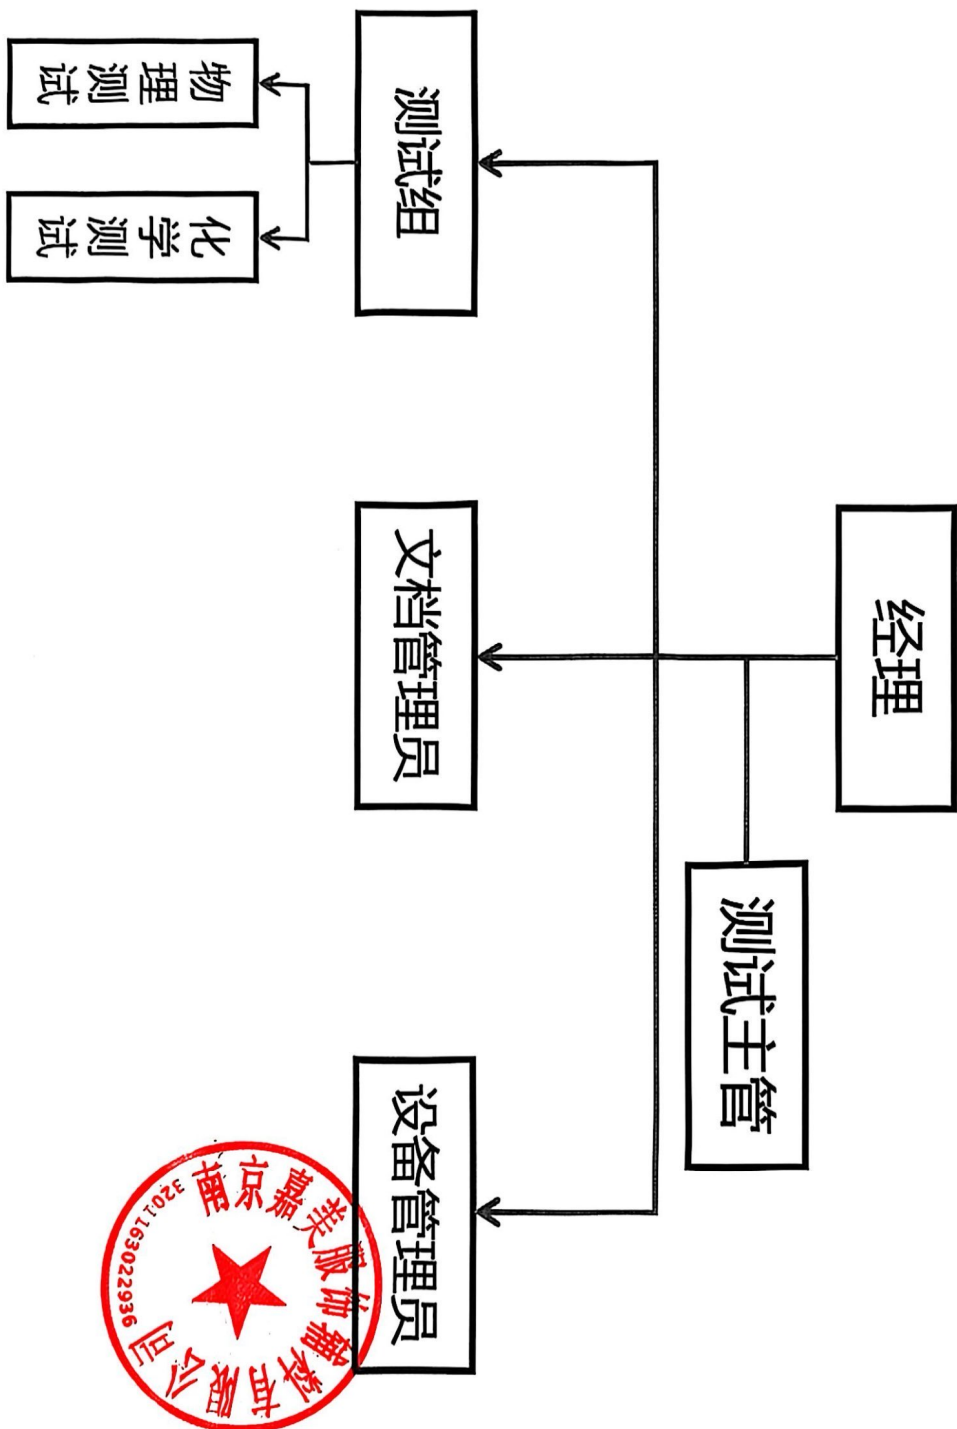 经理
测试主管
测试组
文档管理员
设备管理员
物理测试
化学测试
南京嘉美服饰辅料有限公司
3201163022936